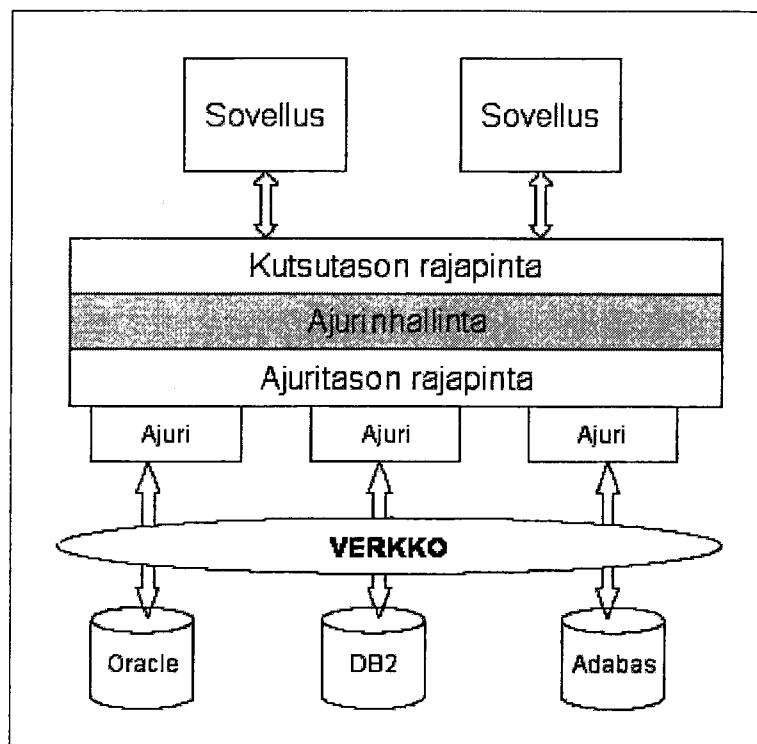 Sovellus
Sovellus
Kutsutason rajapinta
Ajurinhallinta
Ajuritason rajapinta
Ajuri
Ajuri
Ajuri
VERKKO
Oracle
DB2
Adabas